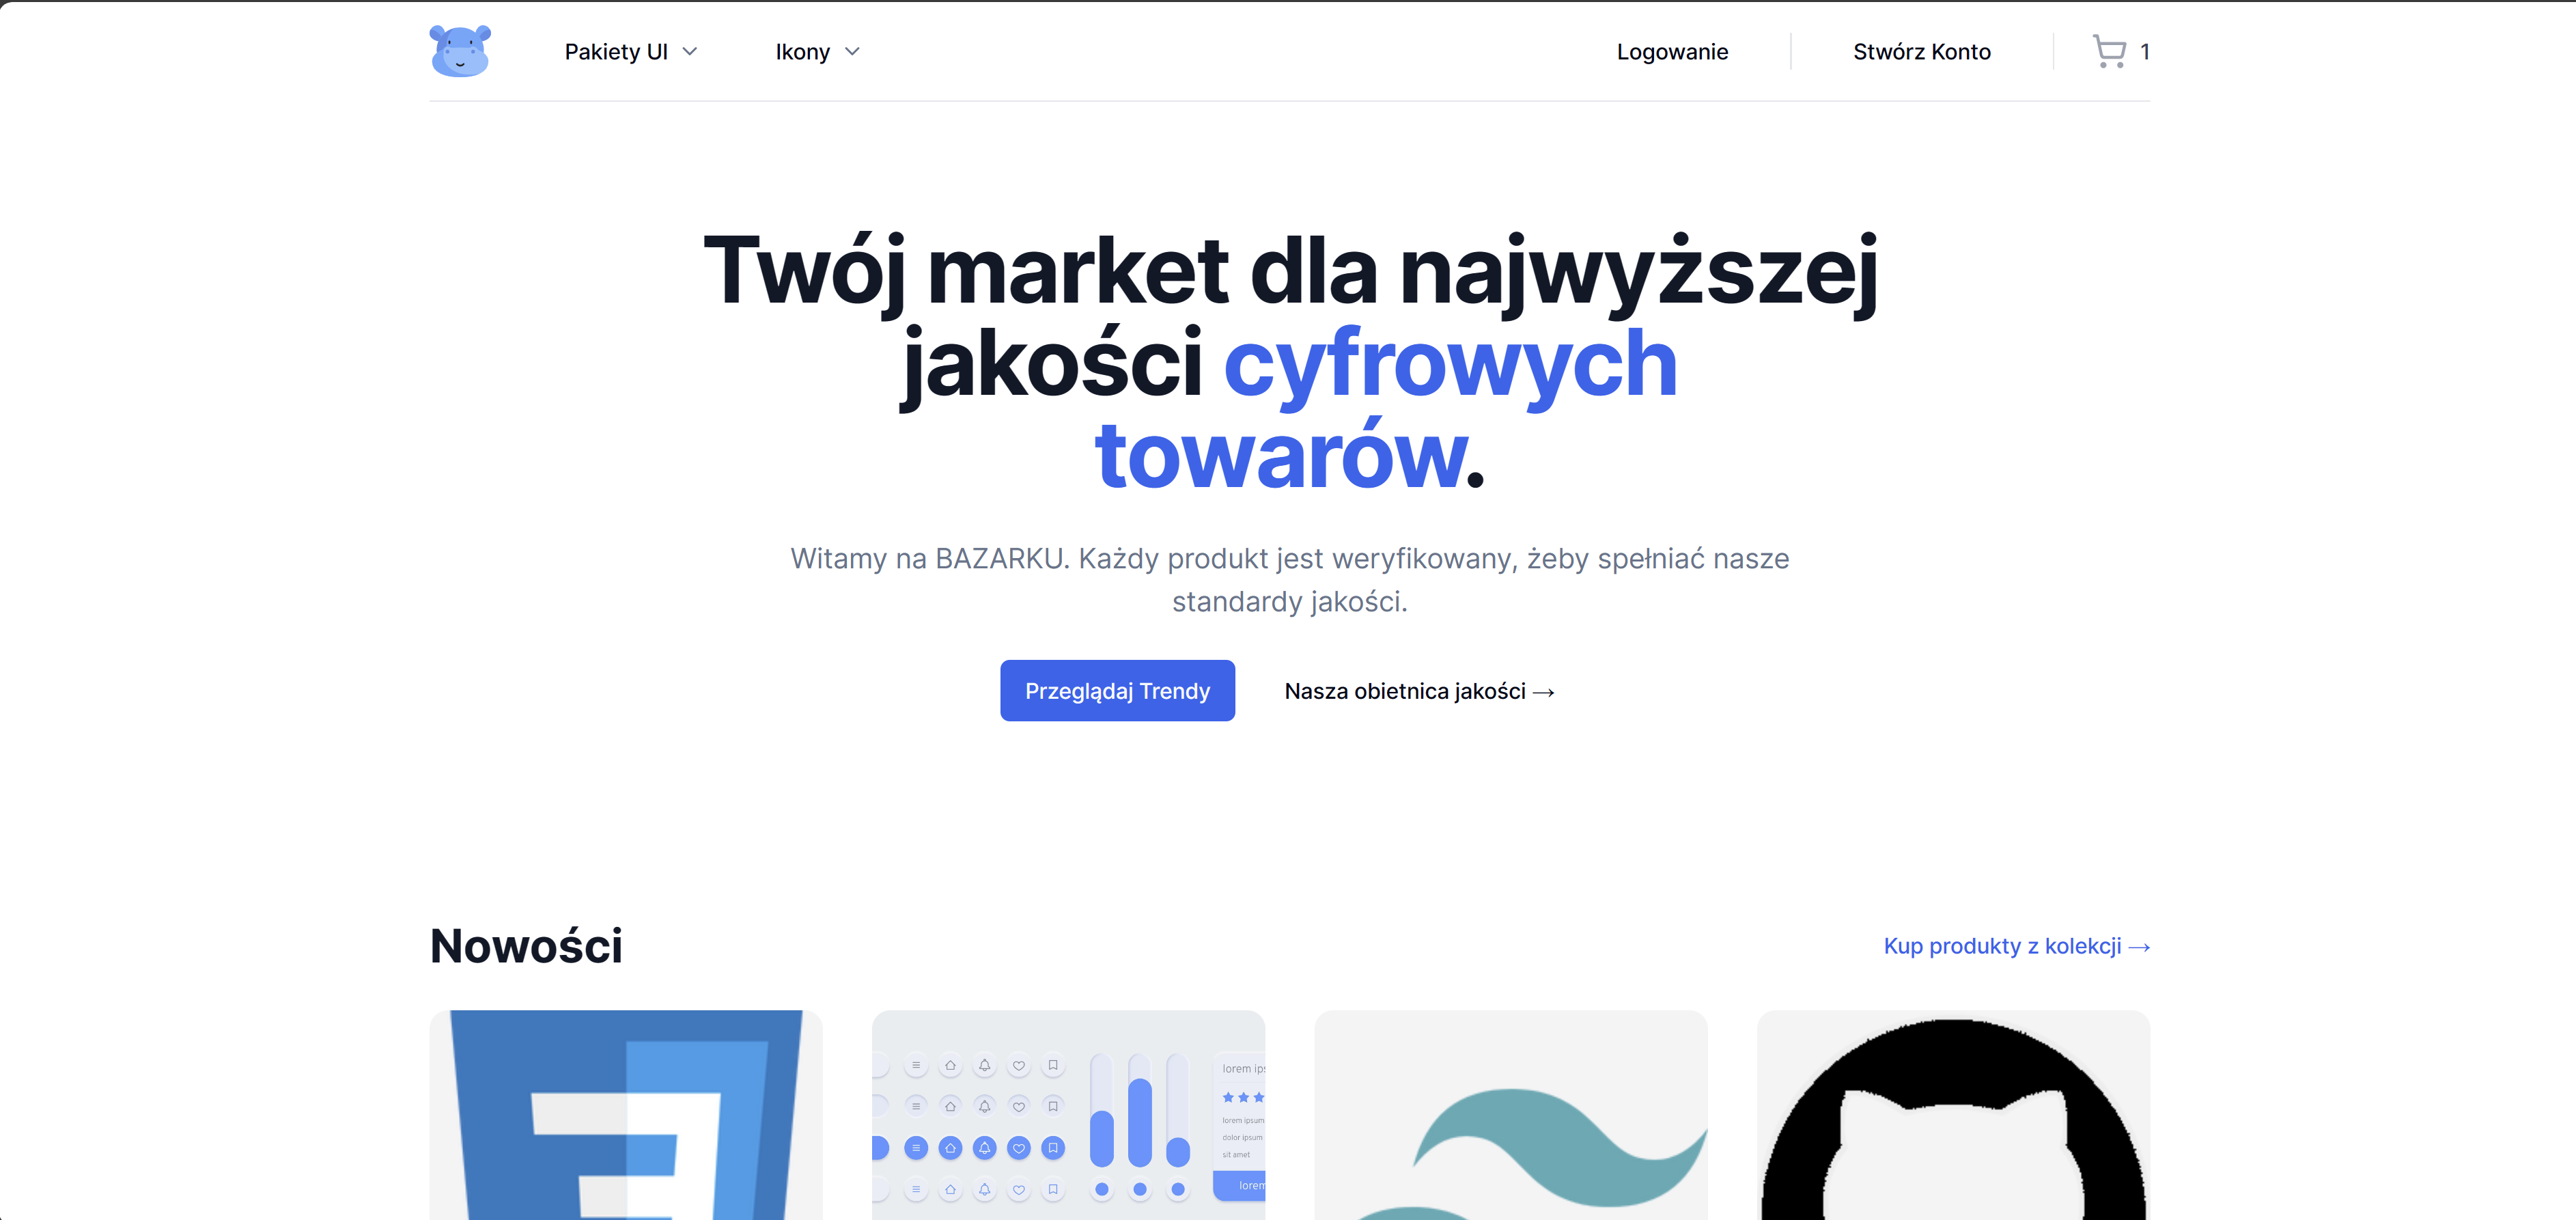 Pakiety UI
Ikony
Logowanie
Stwórz Konto
1
Twój market dla najwyższej
jakości cyfrowych
towarów.
Witamy na BAZARKU. Każdy produkt jest weryfikowany, żeby spełniać nasze
standardy jakości.
Przeglądaj Trendy
Nasza obietnica jakości →
Nowości
Kup produkty z kolekcji →
lorem ips
lorem ipsum
dolor ipsum
sit amet
lorem